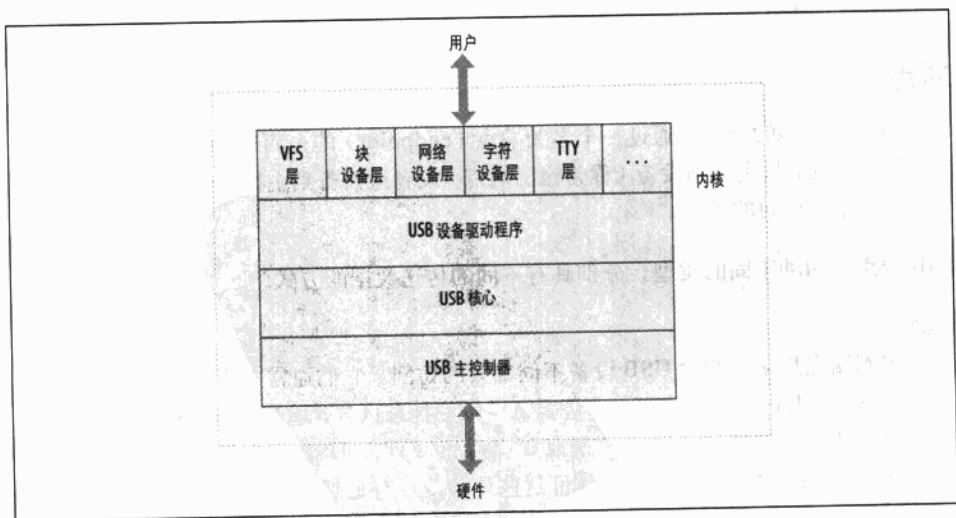 用户
VFS
层
块
设备层
网络
设备层
字符
设备层
TTY
层
...
内核
USB 设备驱动程序
USB 核心
USB 主控制器
硬件